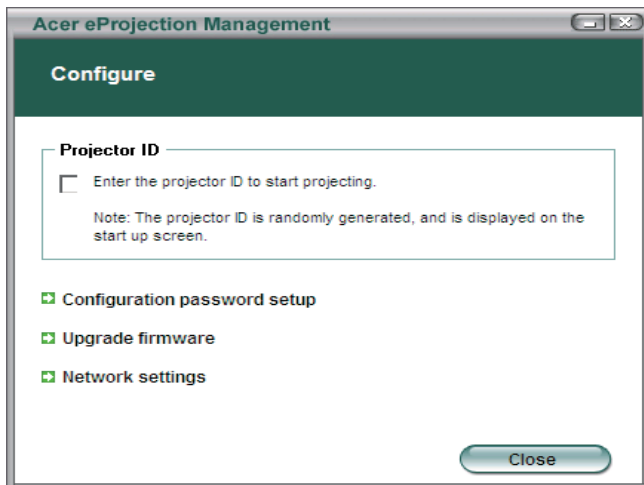 Acer eProjection Management
Configure
Projector ID
Enter the projector ID to start projecting.
Note: The projector ID is randomly generated, and is displayed on the
start up screen.
Configuration password setup
Upgrade firmware
Network settings
Close